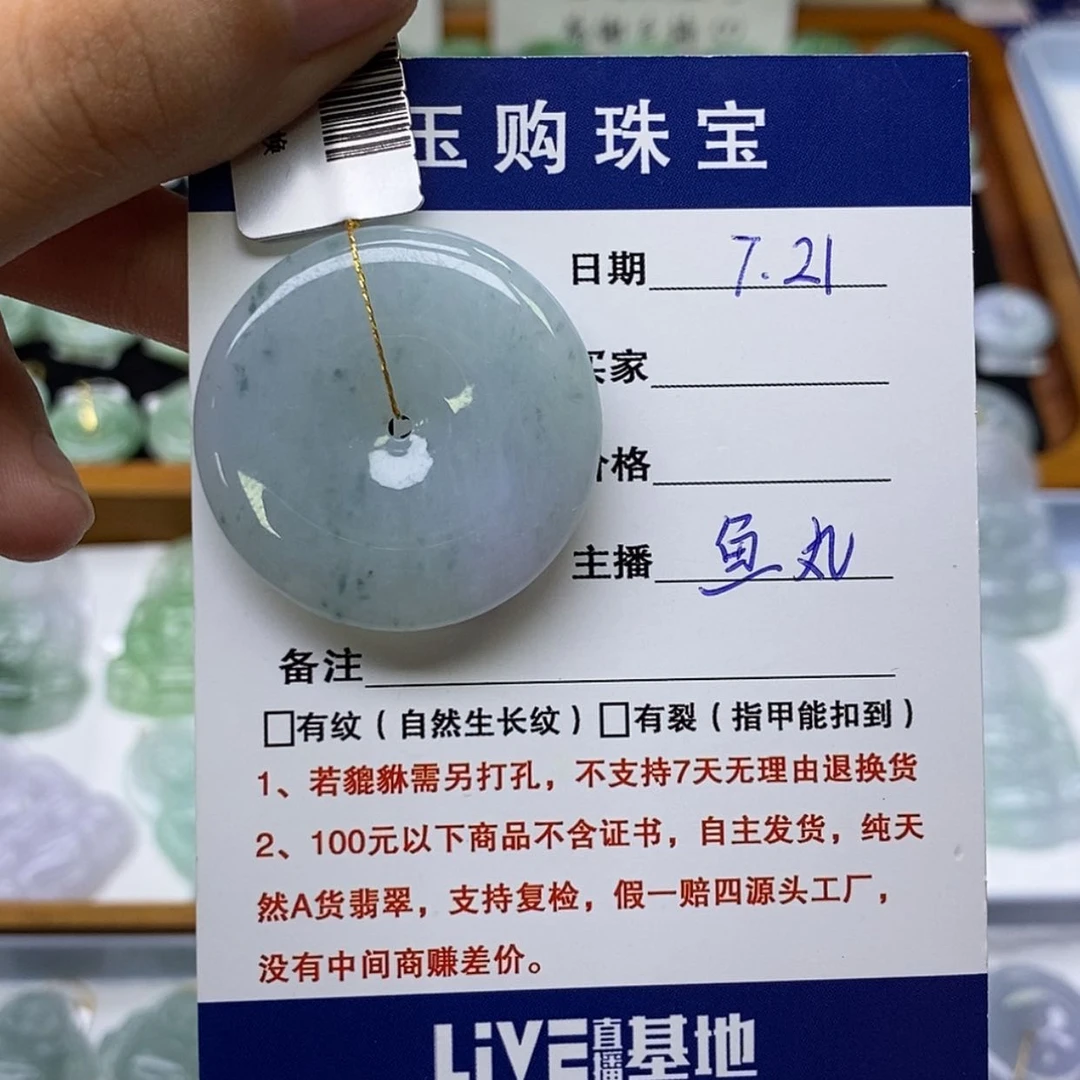 玉购珠宝
日期 7.21
买家
价格
主播 鱼丸
备注
□有纹（自然生长纹）□有裂（指甲能扣到）
1、若貔貅需另打孔，不支持7天无理由退换货
2、100元以下商品不含证书，自主发货，纯天
然A货翡翠，支持复检，假一赔四源头工厂，
没有中间商赚差价。
LiVE直播基地